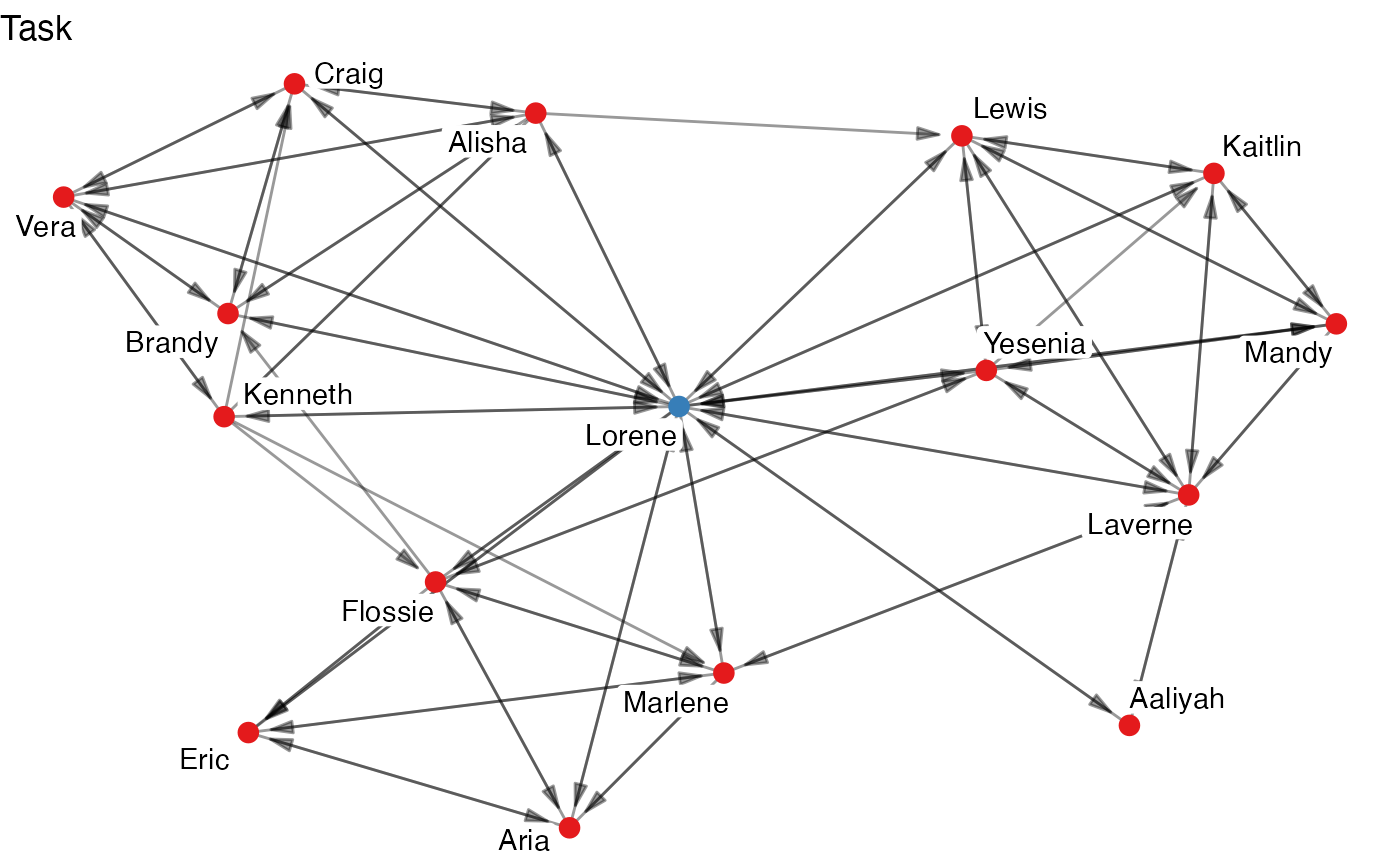 Task
Craig
Alisha
Lewis
Kaitlin
Vera
Brandy
Yesenia
Mandy
Kenneth
Lorene
Laverne
Flossie
Marlene
Aaliyah
Eric
Aria